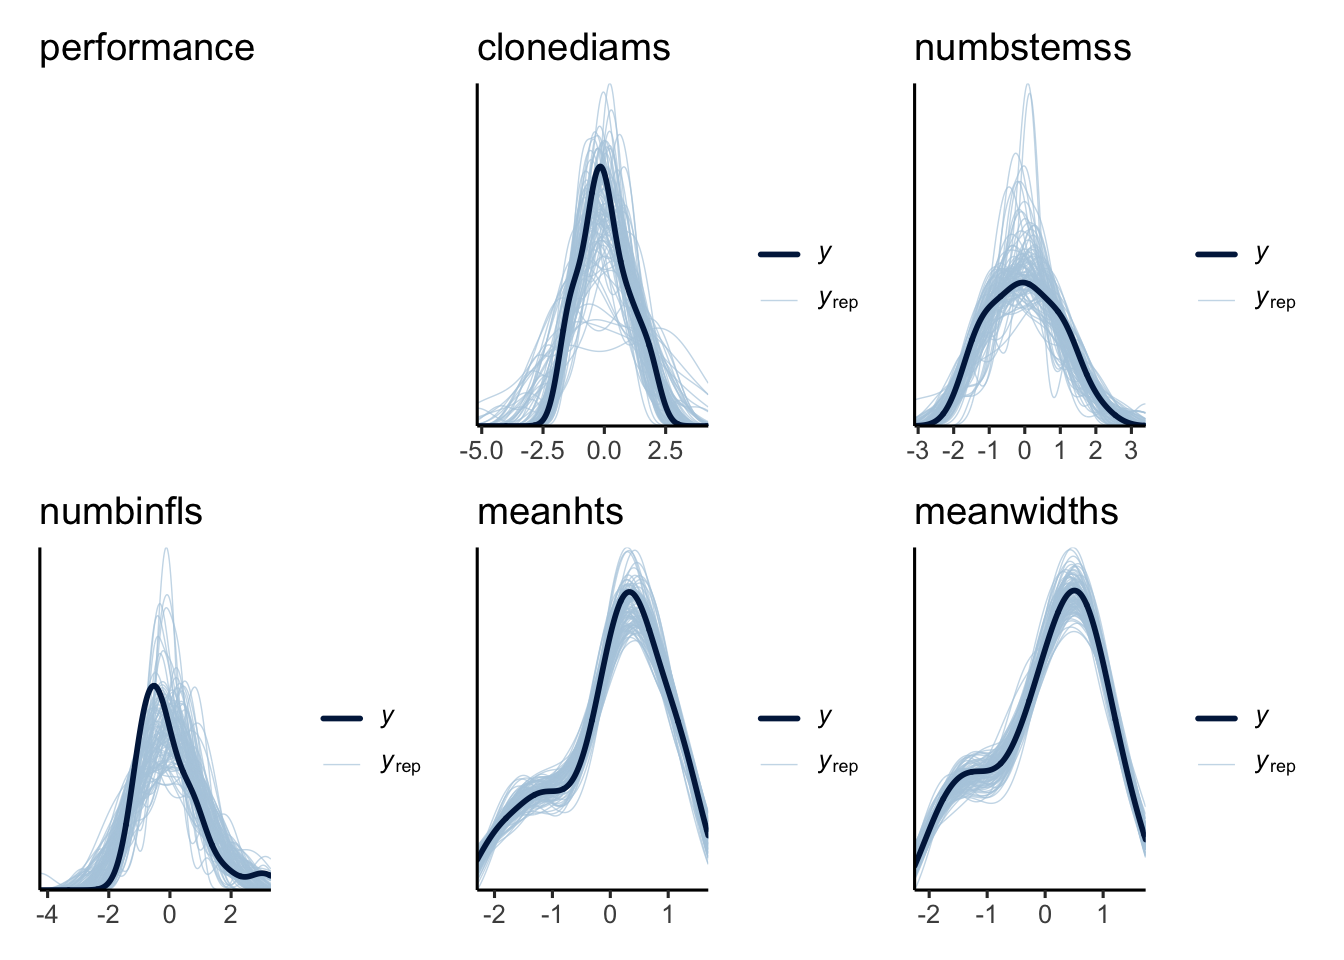 performance clonediams numbstemss
y y
yrep yrep
-5.0 -2.5 0.0 2.5 -3 -2 -1 0 1 2 3
numbinfls meanhts meanwidths
y y y
yrep yrep yrep
-4 -2 0 2 -2 -1 0 1 -2 -1 0 1